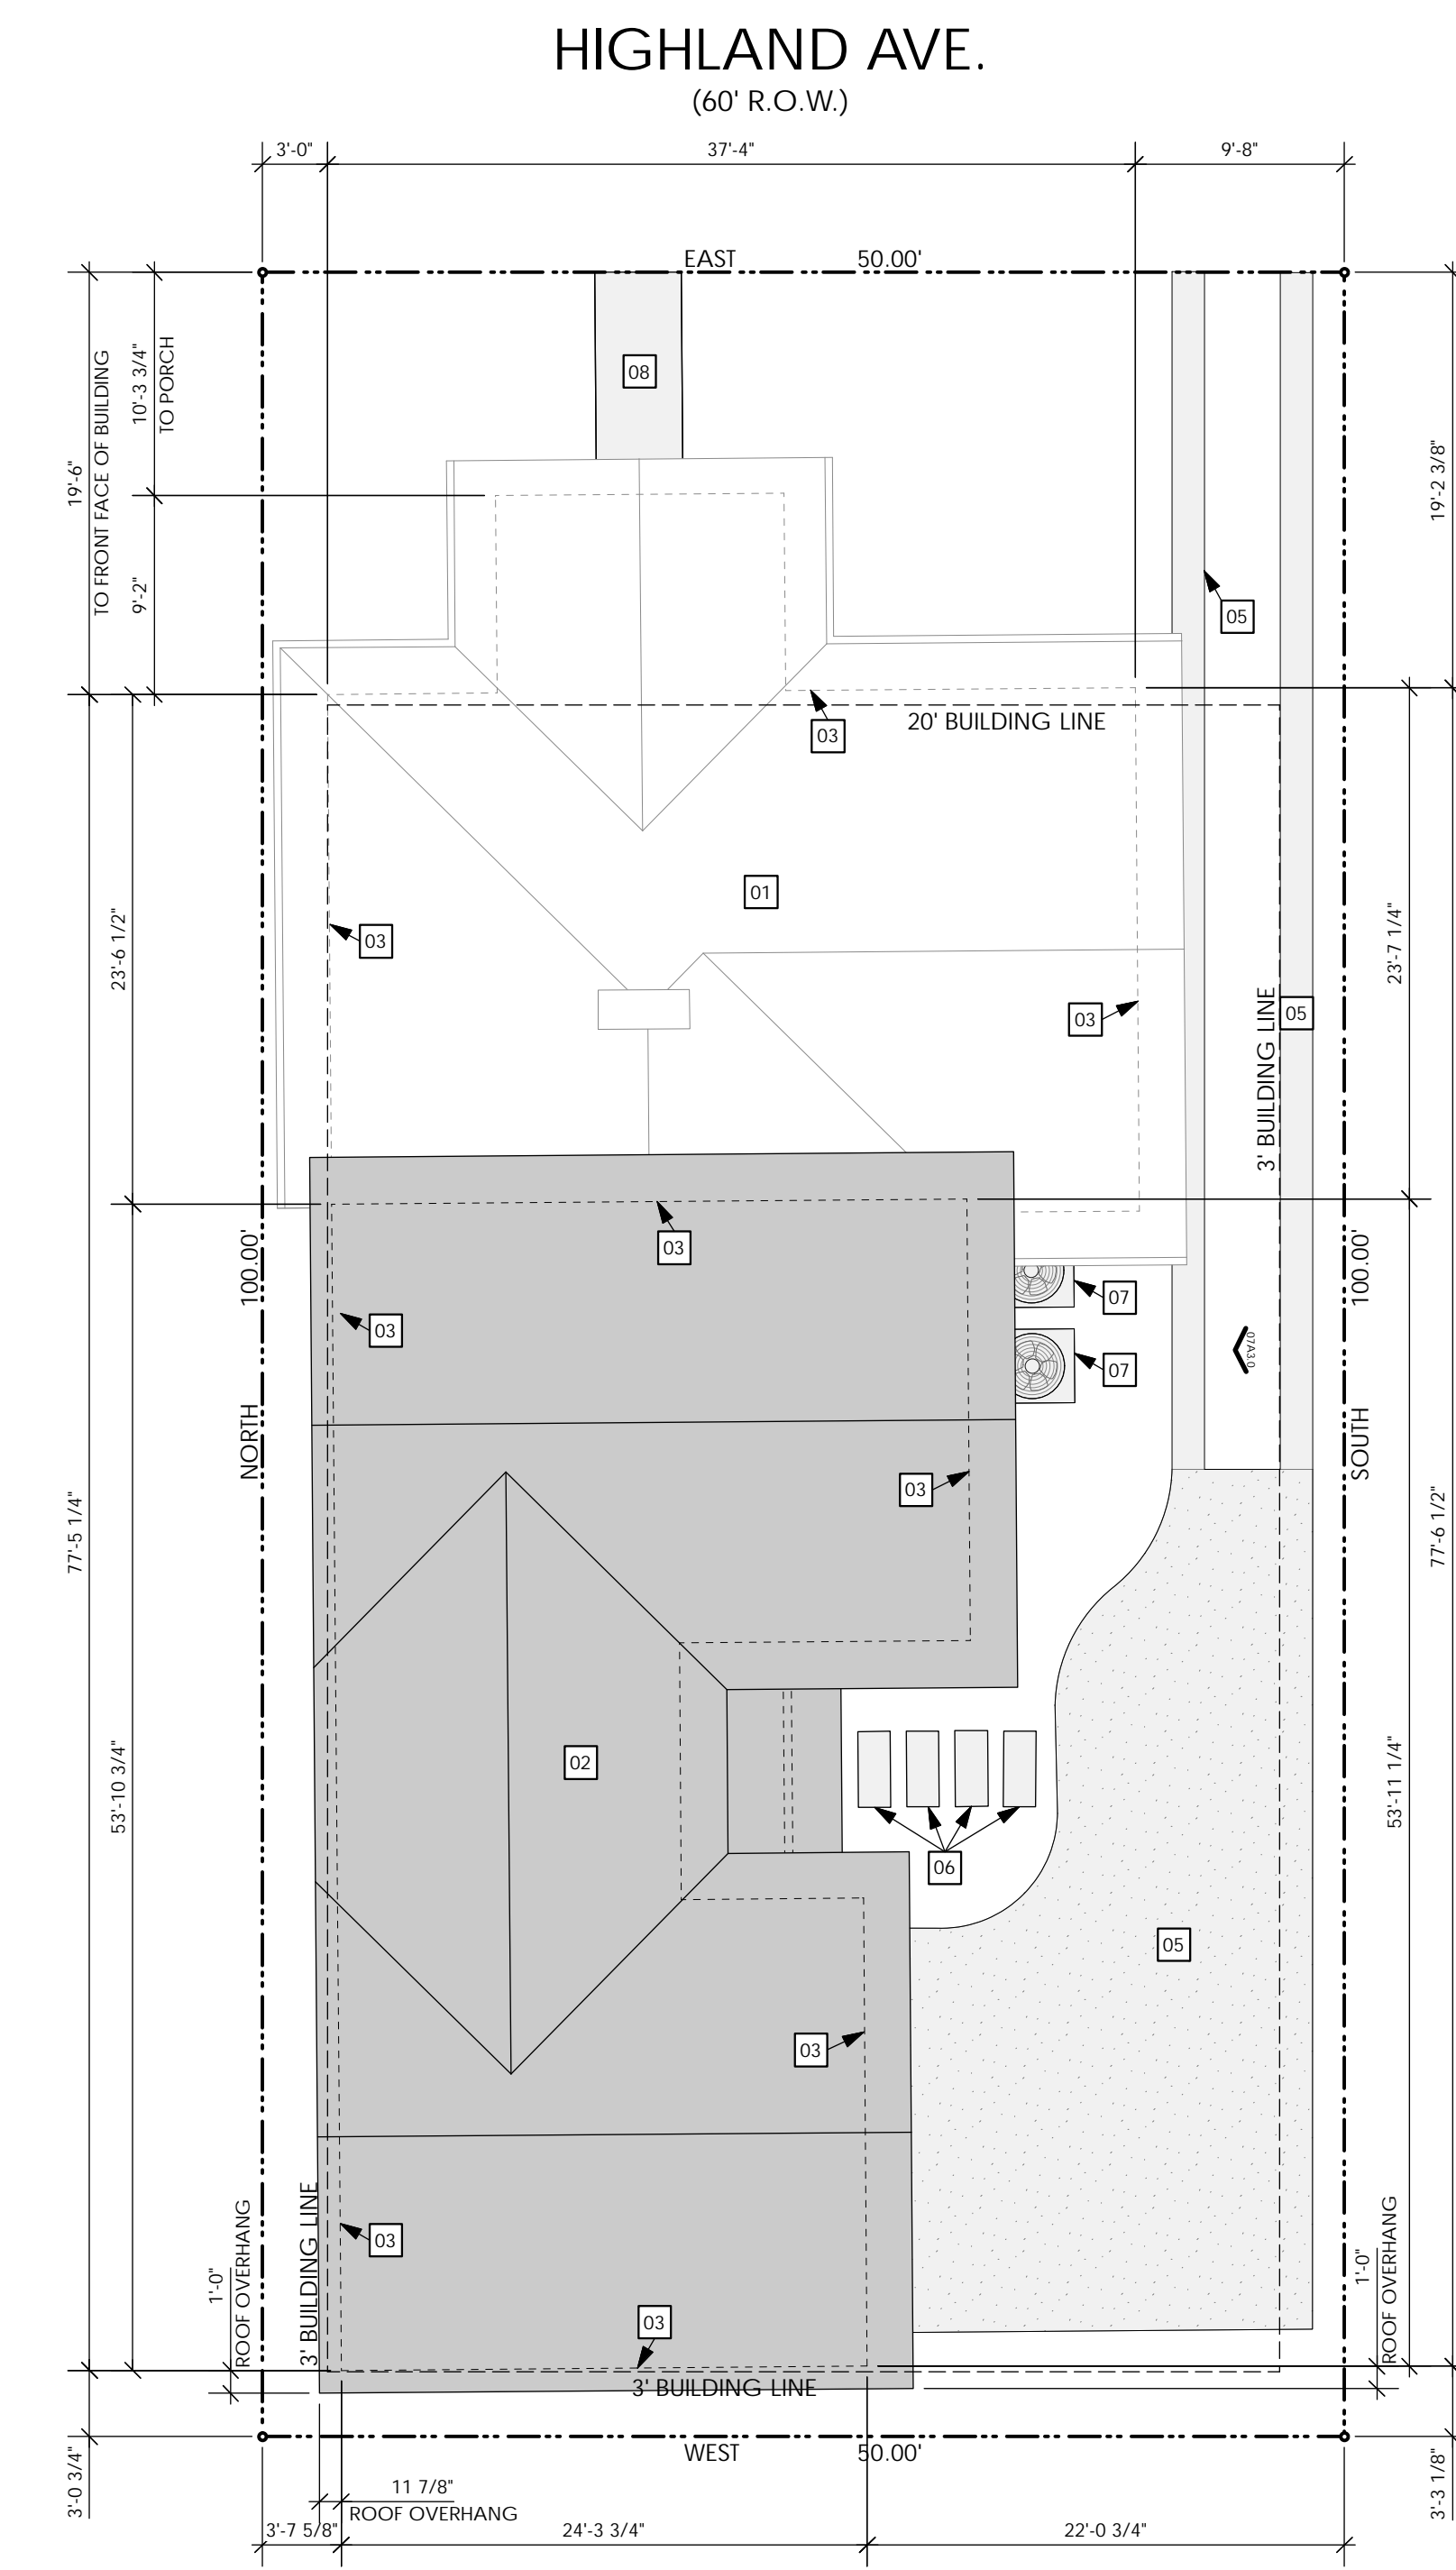 HIGHLAND AVE.
(60' R.O.W.)
3'-0"
37'-4"
9'-8"
EAST 50.00'
19'-6"
TO FRONT FACE OF BUILDING
10'-3 3/4"
TO PORCH
9'-2"
08
19'-2 3/8"
05
03
20' BUILDING LINE
01
03
23'-6 1/2"
23'-7 1/4"
03
3' BUILDING LINE
05
03
NORTH 100.00'
SOUTH 100.00'
03
07
07
07A3.0
03
77'-5 1/4"
77'-6 1/2"
53'-10 3/4"
53'-11 1/4"
02
06
05
03
03
03
3' BUILDING LINE
1'-0"
ROOF OVERHANG
1'-0"
ROOF OVERHANG
3' BUILDING LINE
WEST 50.00'
3'-0 3/4"
3'-3 1/8"
11 7/8"
ROOF OVERHANG
3'-7 5/8"
24'-3 3/4"
22'-0 3/4"